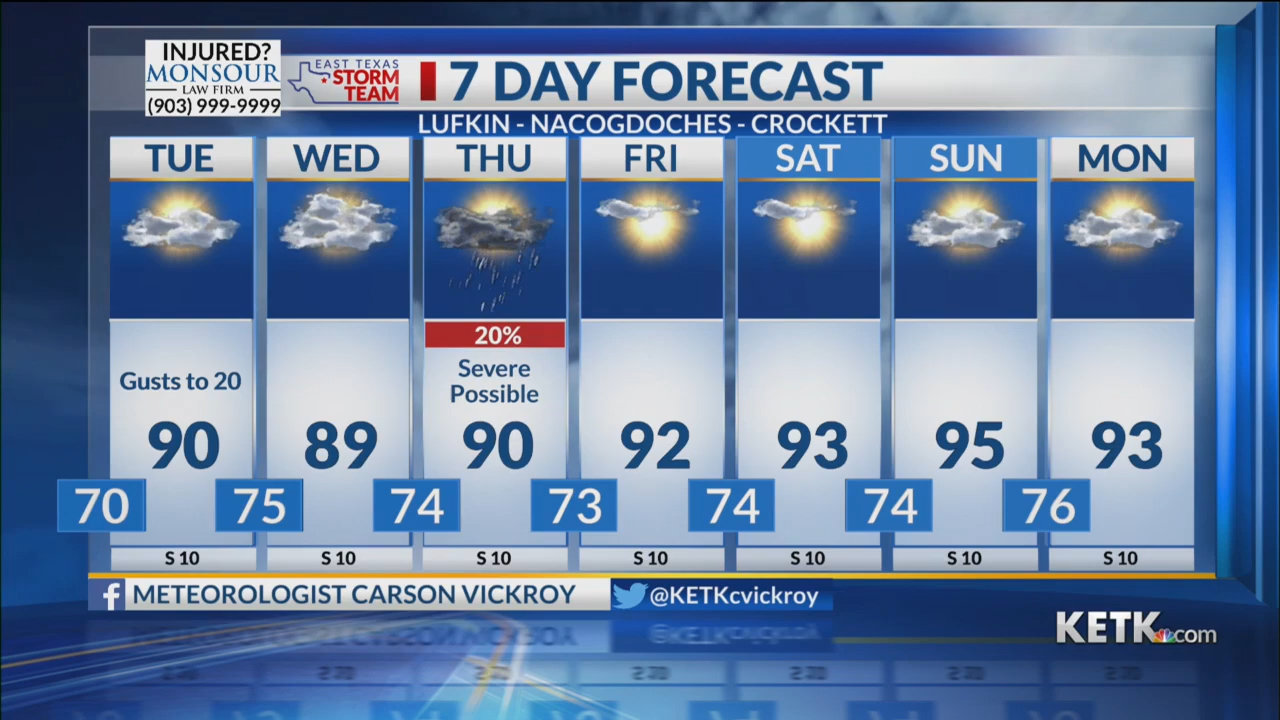 INJURED?
MONSOUR
LAW FIRM
(903) 999-9999
EAST TEXAS
STORM
TEAM
7 DAY FORECAST
LUFKIN - NACOGDOCHES - CROCKETT
TUE WED THU FRI SAT SUN MON
20%
Gusts to 20
Severe
Possible
90 89 90 92 93 95 93
70 75 74 73 74 74 76
S 10 S 10 S 10 S 10 S 10 S 10 S 10
f METEOROLOGIST CARSON VICKROY @KETKcvickroy
KETK.com